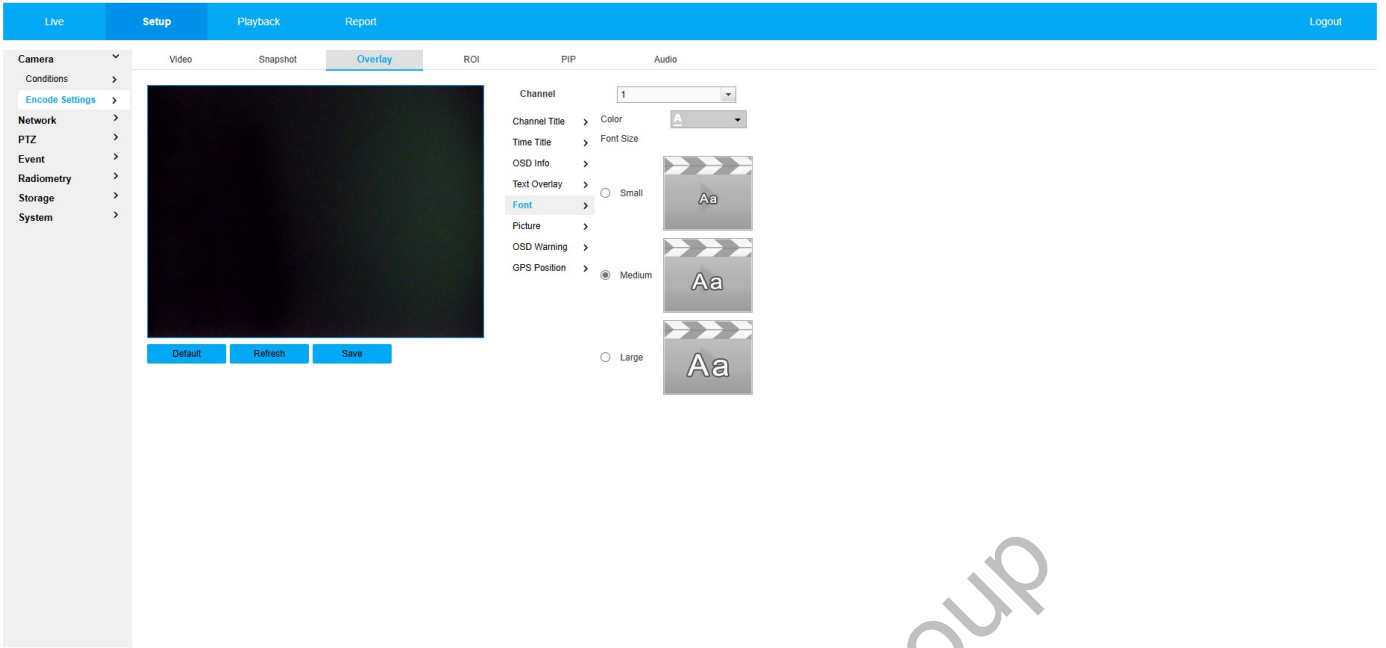 Live Setup Playback Report Logout
Camera
Conditions
Encode Settings
Network
PTZ
Event
Radiometry
Storage
System
Video Snapshot Overlay ROI PIP Audio
Default Refresh Save
Channel 1
Channel Title
Time Title
OSD Info
Text Overlay
Font
Picture
OSD Warning
GPS Position
Color A
Font Size
Small Aa
Medium Aa
Large Aa